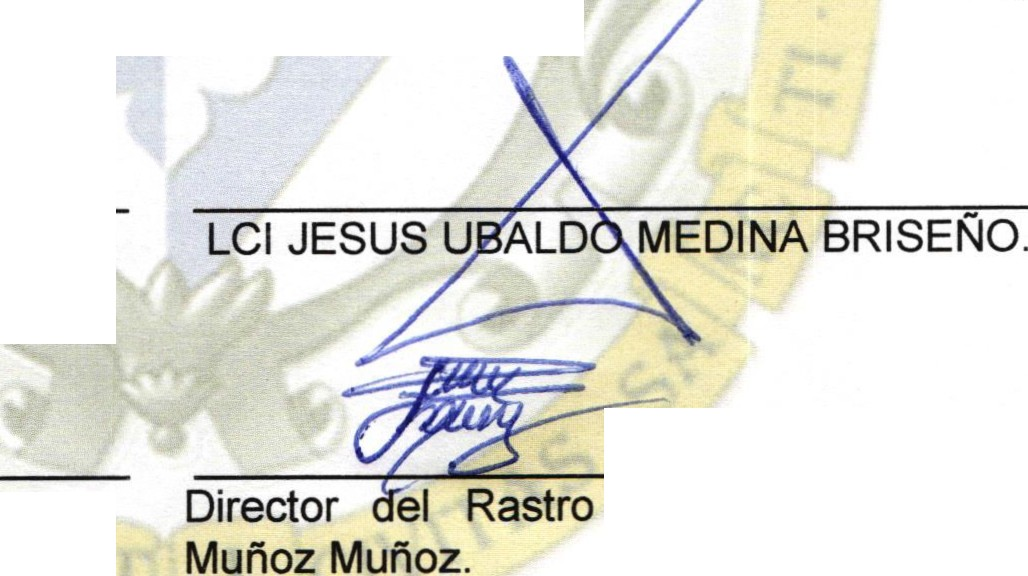 LCI JESUS UBALDO MEDINA BRISEÑO.
Director del Rastro
Muñoz Muñoz.